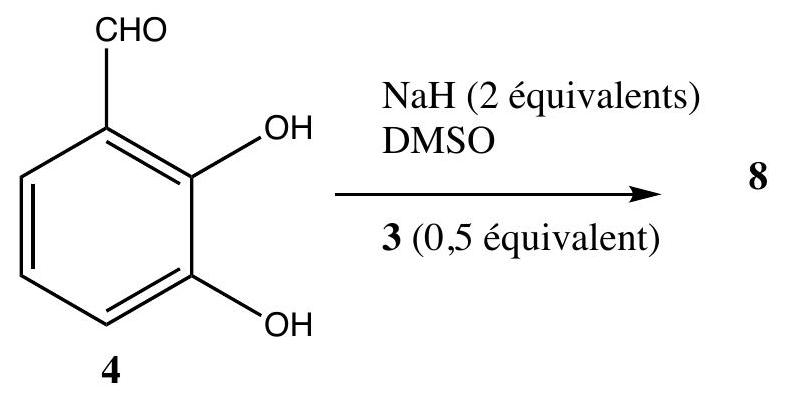 CHO
OH
NaH (2 équivalents)
DMSO
8
3 (0,5 équivalent)
OH
4